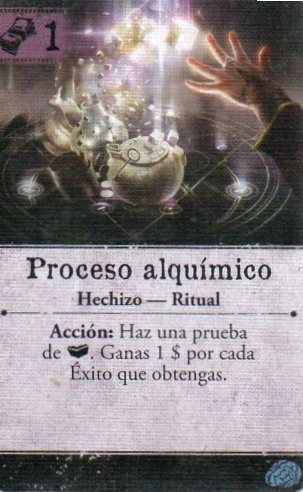 1
Proceso alquímico
Hechizo — Ritual
Acción: Haz una prueba
de . Ganas 1 $ por cada
Éxito que obtengas.